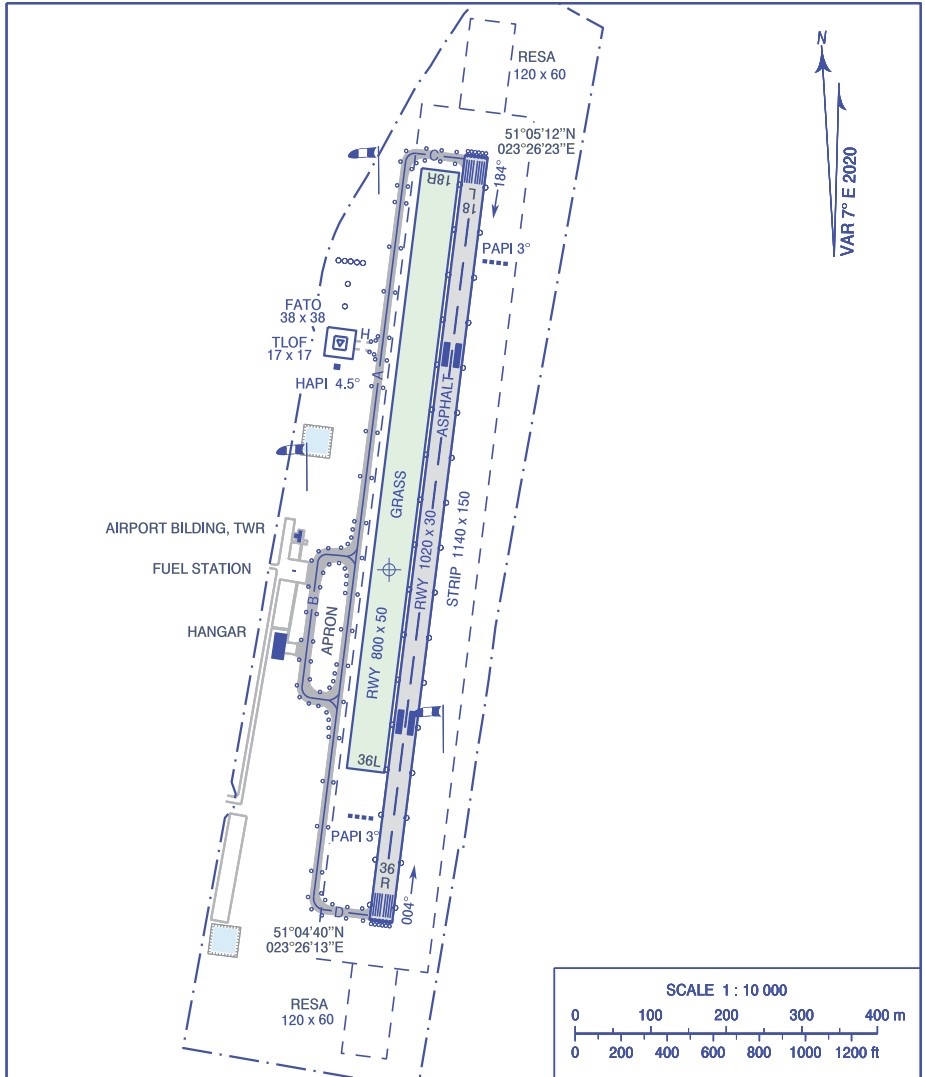 RESA
120 x 60
N
VAR 7° E 2020
51°05'12"N
023°26'23"E
C
18R
18
L
184°
PAPI 3°
FATO
38 x 38
H
TLOF
17 x 17
HAPI 4.5°
A
ASPHALT
GRASS
RWY 1020 x 30
STRIP 1140 x 150
AIRPORT BILDING, TWR
FUEL STATION
B
APRON
HANGAR
RWY 800 x 50
36L
PAPI 3°
36
R
004°
D
51°04'40"N
023°26'13"E
RESA
120 x 60
SCALE 1 : 10 000
0 100 200 300 400 m
0 200 400 600 800 1000 1200 ft